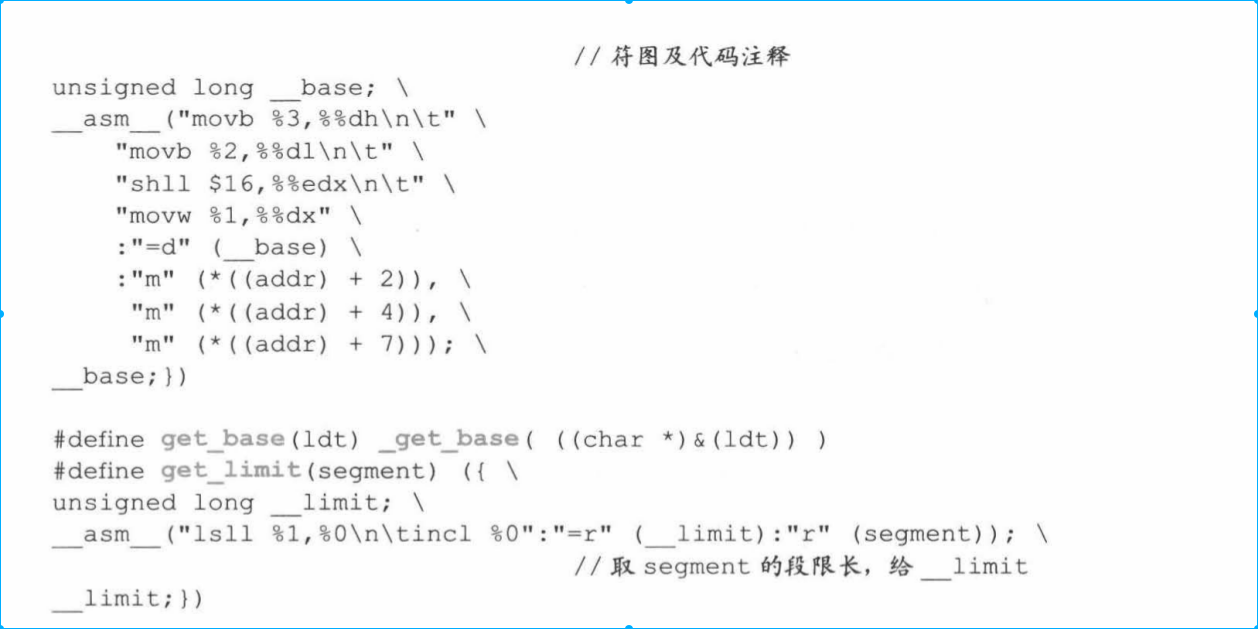 // 符图及代码注释
unsigned long __base; \
__asm__("movb %3,%%dh\n\t" \
"movb %2,%%dl\n\t" \
"shll $16,%%edx\n\t" \
"movw %1,%%dx" \
:"=d" (__base) \
:"m" (*((addr) + 2)), \
"m" (*((addr) + 4)), \
"m" (*((addr) + 7))); \
__base;})
#define get_base(ldt) _get_base( ((char *)&(ldt)) )
#define get_limit(segment) ({ \
unsigned long __limit; \
__asm__("lsll %1,%0\n\tincl %0":"=r" (__limit):"r" (segment)); \
// 取 segment 的段限长，给 __limit
__limit;})